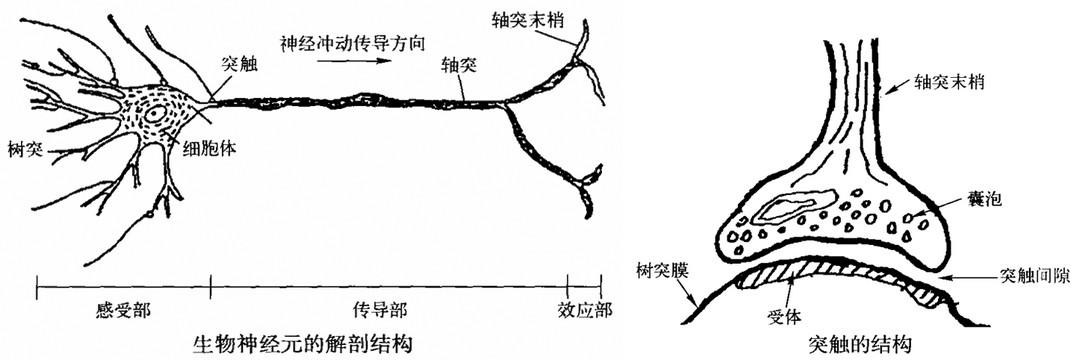 轴突末梢
神经冲动传导方向
突触
轴突
树突
细胞体
感受部
传导部
效应部
生物神经元的解剖结构
轴突末梢
囊泡
树突膜
突触间隙
受体
突触的结构